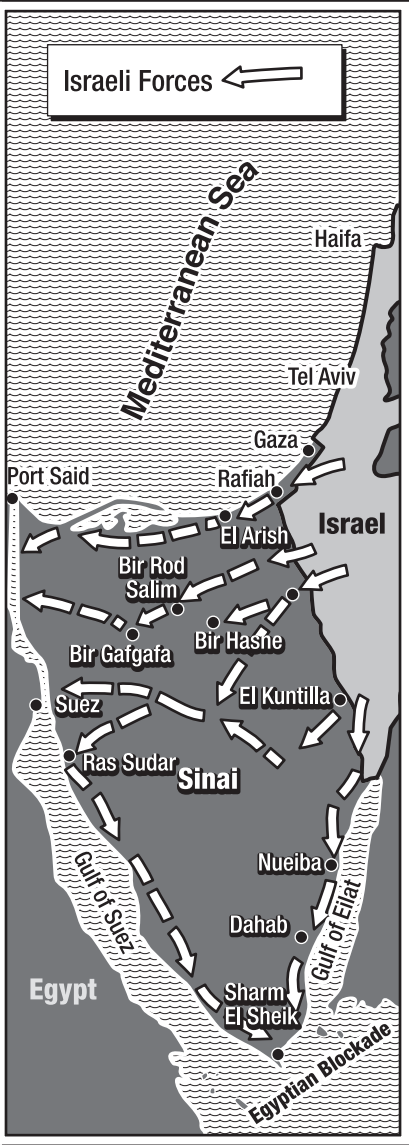 Israeli Forces
Mediterranean Sea
Haifa
Tel Aviv
Gaza
Port Said
Rafiah
Israel
El Arish
Bir Rod
Salim
Bir Hasne
Bir Gafgafa
El Kuntilla
Suez
Ras Sudar
Sinai
Nueiba
Gulf of Suez
Dahab
Gulf of Eilat
Egypt
Sharm
El Sheik
Egyptian Blockade